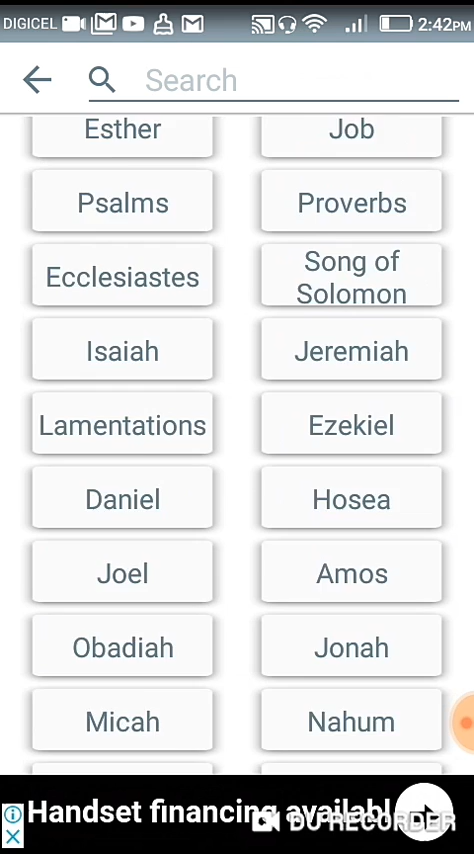 DIGICEL 2:42PM
Search
Esther Job
Psalms Proverbs
Ecclesiastes Song of
Solomon
Isaiah Jeremiah
Lamentations Ezekiel
Daniel Hosea
Joel Amos
Obadiah Jonah
Micah Nahum
Handset financing availabl
DU RECORDER